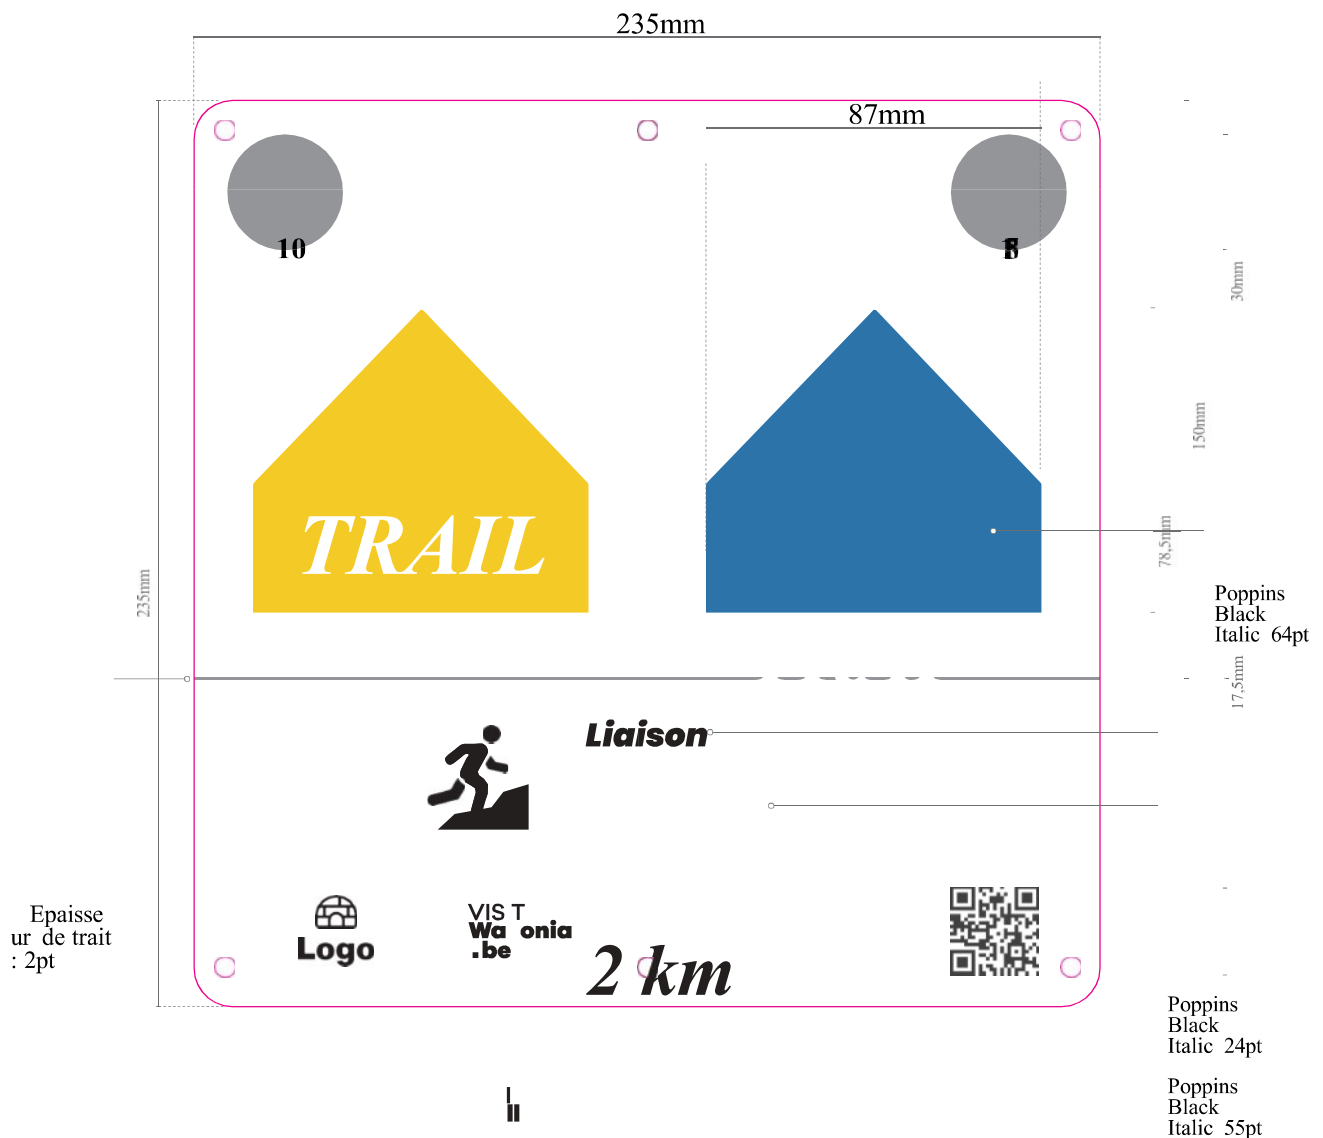 235mm
87mm
10
30mm
150mm
TRAIL
78,5mm
235mm
Poppins
Black
Italic 64pt
17,5mm
Liaison
Epaisse
ur de trait
: 2pt
Logo
VIS T
Wa onia
.be
2 km
Poppins
Black
Italic 24pt
Poppins
Black
Italic 55pt